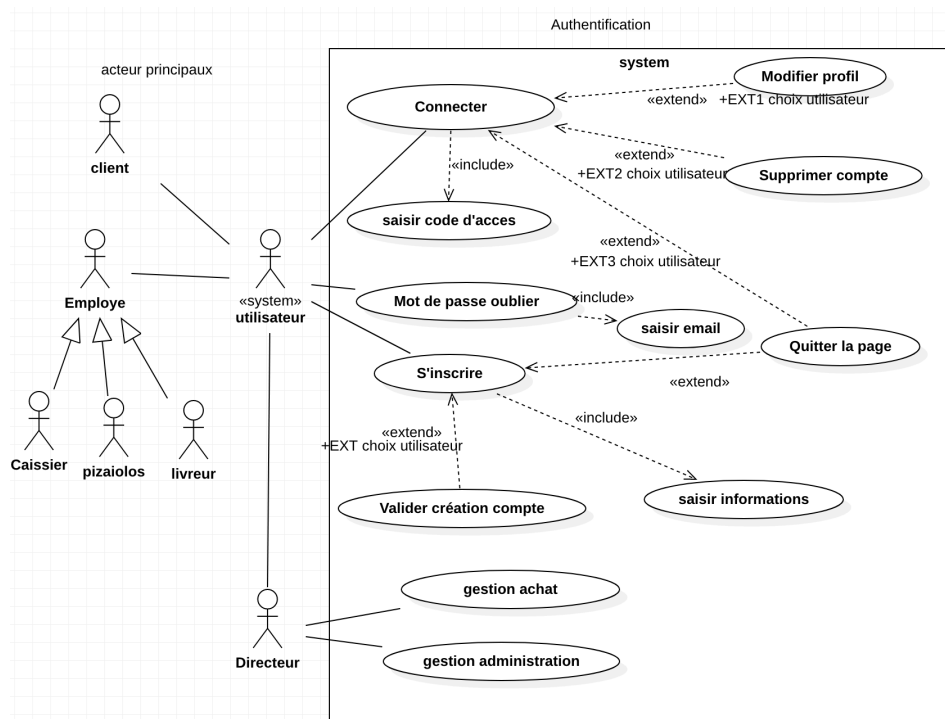 Authentification
acteur principaux
system
Modifier profil
Connecter
«extend»
+EXT1 choix utilisateur
client
«include»
«extend»
+EXT2 choix utilisateur
Supprimer compte
saisir code d'acces
«extend»
+EXT3 choix utilisateur
Employe
«system»
utilisateur
Mot de passe oublier
«include»
saisir email
Quitter la page
S'inscrire
«extend»
«include»
«extend»
+EXT choix utilisateur
Caissier
pizaiolos
livreur
saisir informations
Valider création compte
gestion achat
Directeur
gestion administration